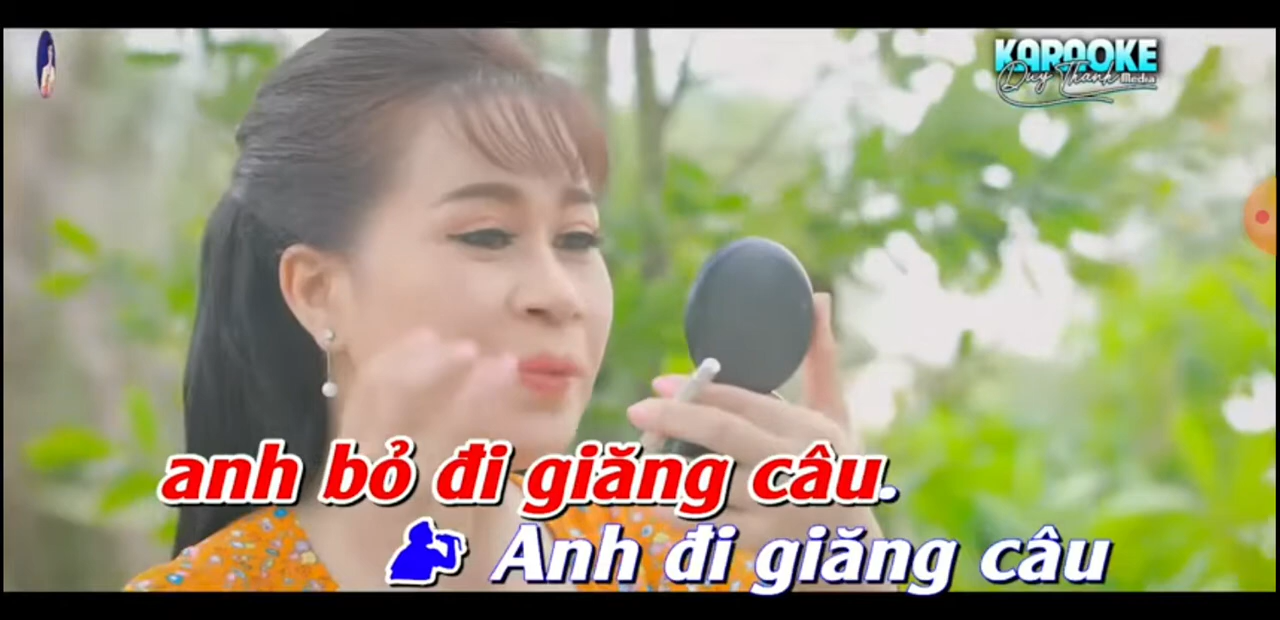 KARAOKE
Duy Thanh Media
anh bỏ đi giăng câu.
Anh đi giăng câu